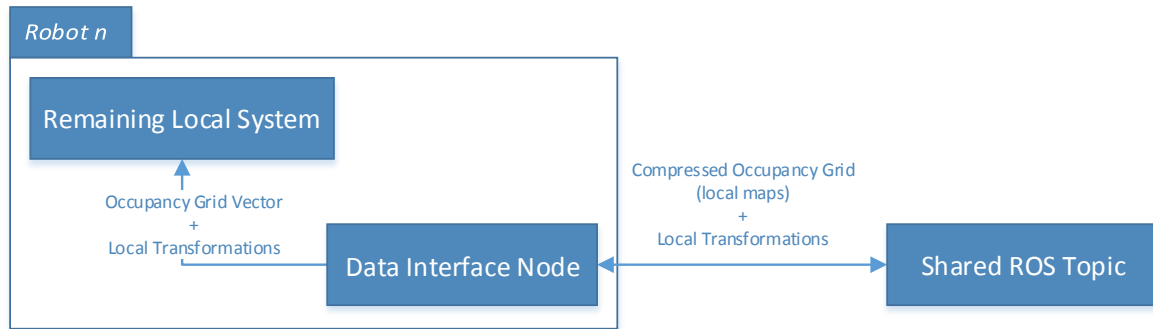 Robot n
Remaining Local System
Occupancy Grid Vector
+
Local Transformations
Data Interface Node
Compressed Occupancy Grid
(local maps)
+
Local Transformations
Shared ROS Topic